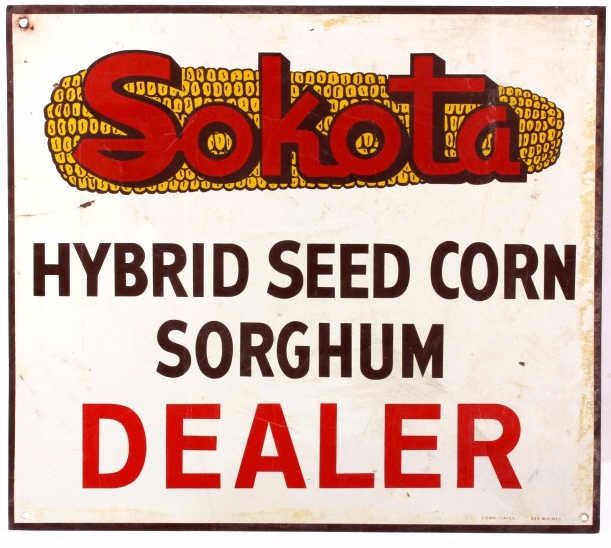 Sokota
HYBRID SEED CORN
SORGHUM
DEALER